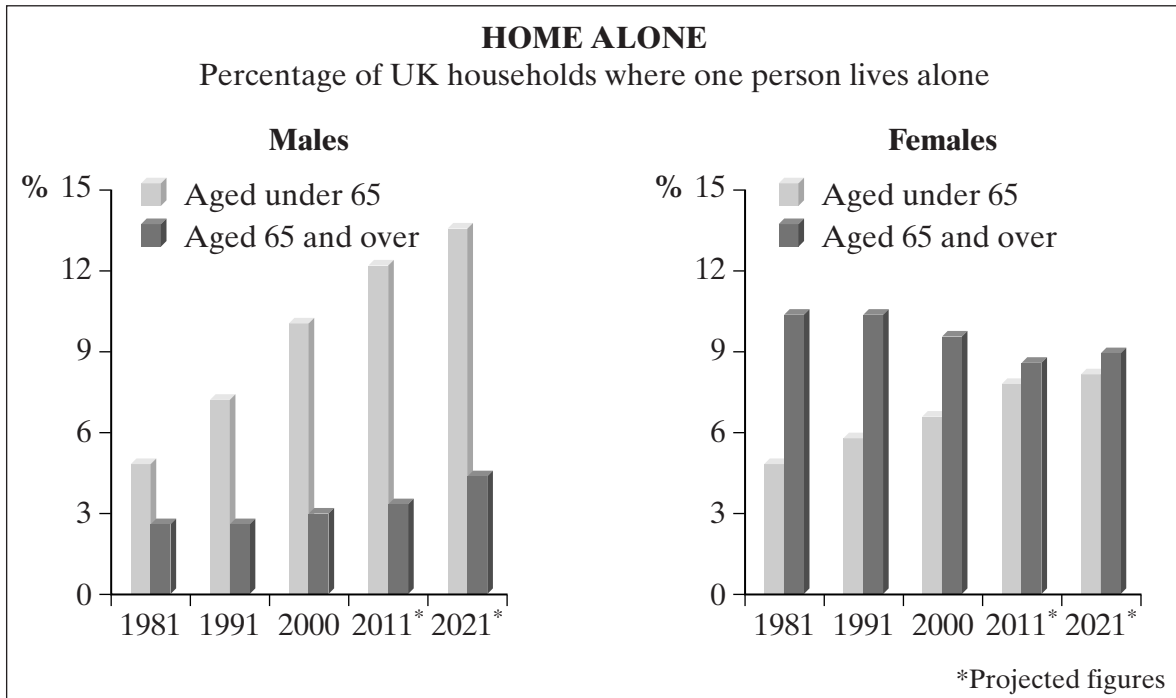 HOME ALONE
Percentage of UK households where one person lives alone
Males
% 15
Aged under 65
Aged 65 and over
12
9
6
3
0
1981 1991 2000 2011* 2021*
Females
% 15
Aged under 65
Aged 65 and over
12
9
6
3
0
1981 1991 2000 2011* 2021*
*Projected figures